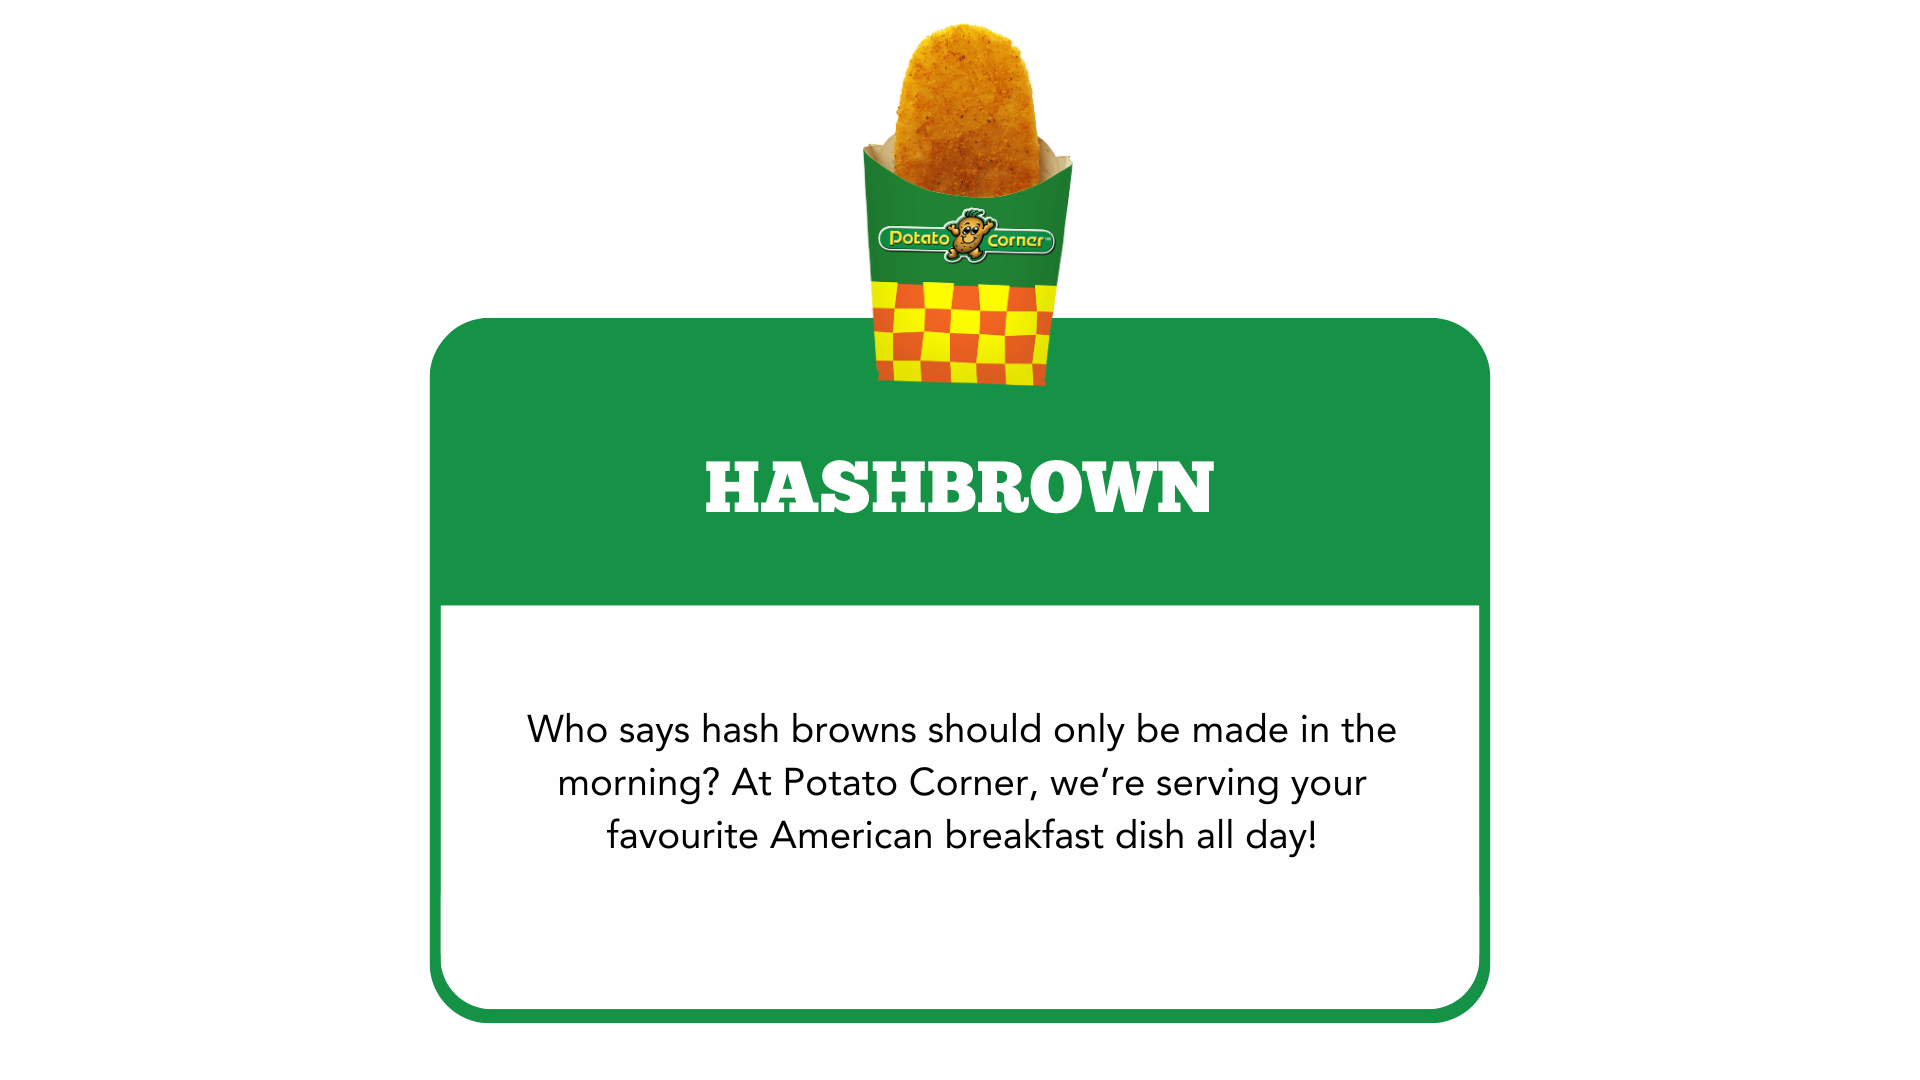 Potato Corner™
HASHBROWN
Who says hash browns should only be made in the
morning? At Potato Corner, we’re serving your
favourite American breakfast dish all day!